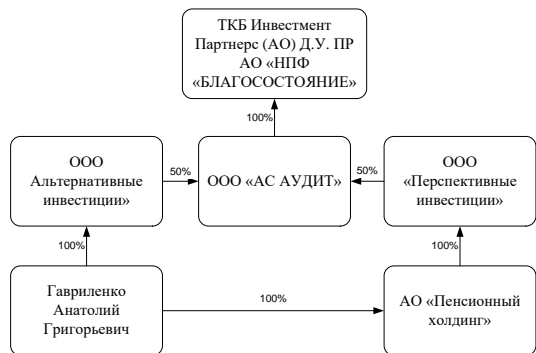 ТКБ Инвестмент
Партнерс (АО) Д.У. ПР
АО «НПФ
«БЛАГОСОСТОЯНИЕ»
100%
ООО
Альтернативные
инвестиции»
50%
ООО «АС АУДИТ»
50%
ООО
«Перспективные
инвестиции»
100%
100%
Гавриленко
Анатолий
Григорьевич
100%
АО «Пенсионный
холдинг»